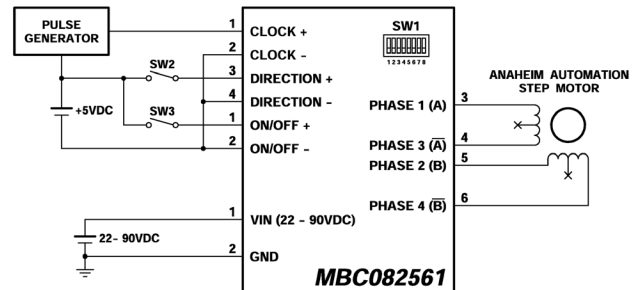 PULSE
GENERATOR
1 CLOCK +
2 CLOCK -
SW2
3 DIRECTION +
4 DIRECTION -
+5VDC
SW3
1 ON/OFF +
2 ON/OFF -
1 VIN (22 - 90VDC)
22- 90VDC
2 GND
SW1
12345678
ANAHEIM AUTOMATION
STEP MOTOR
PHASE 1 (A) 3
PHASE 3 (A̅) 4
PHASE 2 (B) 5
PHASE 4 (B̅) 6
MBC082561